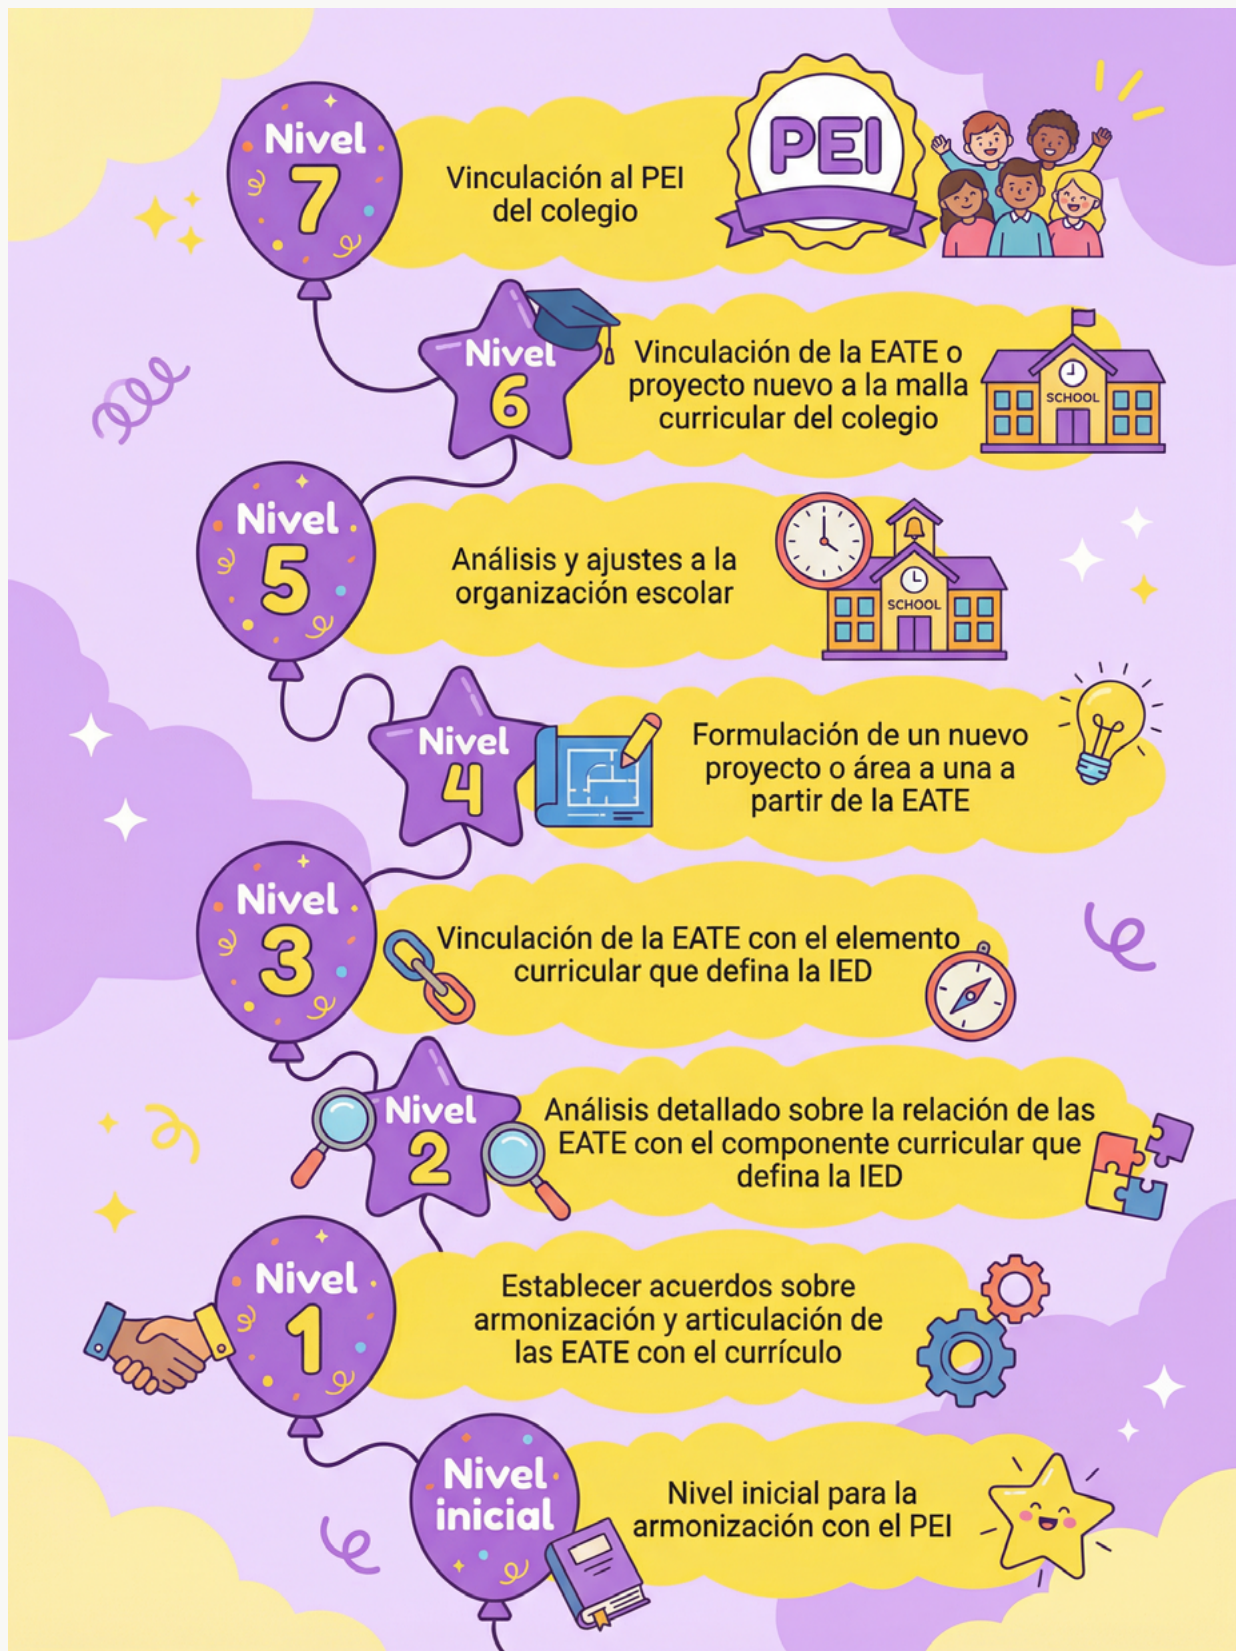 Nivel
7
Vinculación al PEI
del colegio
PEI
Nivel
6
Vinculación de la EATE o
proyecto nuevo a la malla
curricular del colegio
SCHOOL
Nivel
5
Análisis y ajustes a la
organización escolar
SCHOOL
Nivel
4
Formulación de un nuevo
proyecto o área a una a
partir de la EATE
Nivel
3
Vinculación de la EATE con el elemento
curricular que defina la IED
Nivel
2
Análisis detallado sobre la relación de las
EATE con el componente curricular que
defina la IED
Nivel
1
Establecer acuerdos sobre
armonización y articulación de
las EATE con el currículo
Nivel
inicial
Nivel inicial para la
armonización con el PEI